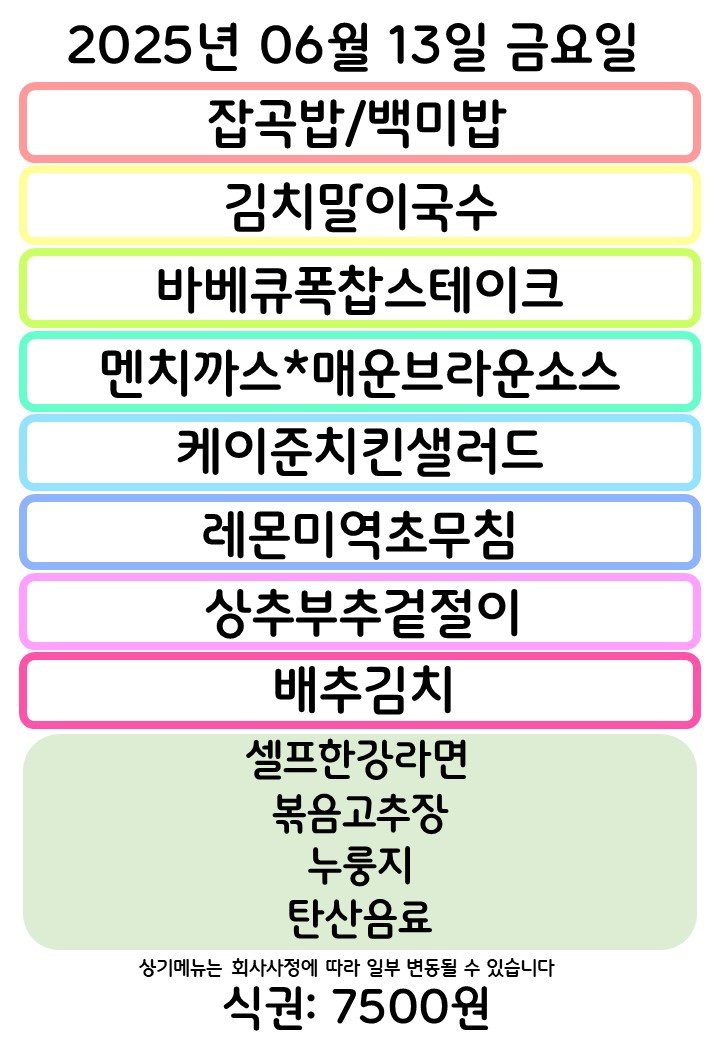 2025년 06월 13일 금요일
잡곡밥/백미밥
김치말이국수
바베큐폭찹스테이크
멘치까스*매운브라운소스
케이준치킨샐러드
레몬미역초무침
상추부추겉절이
배추김치
셀프한강라면
볶음고추장
누룽지
탄산음료
상기메뉴는 회사사정에 따라 일부 변동될 수 있습니다
식권: 7500원